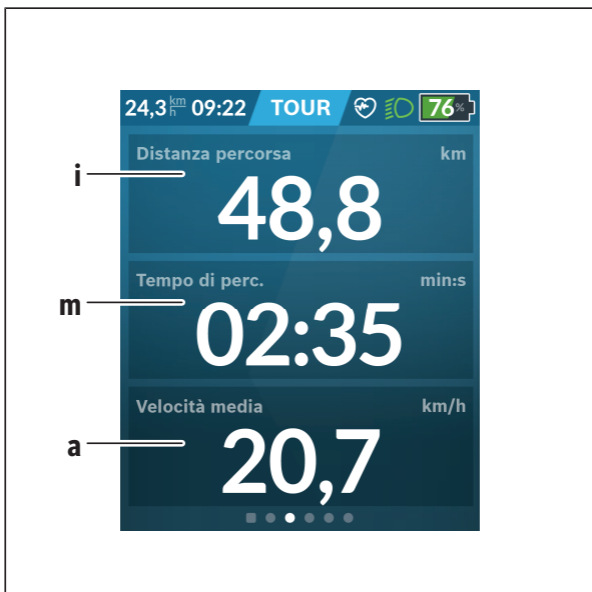 24,3 km/h 09:22 TOUR 76%
Distanza percorsa km
i
48,8
Tempo di perc. min:s
m
02:35
Velocità media km/h
a
20,7